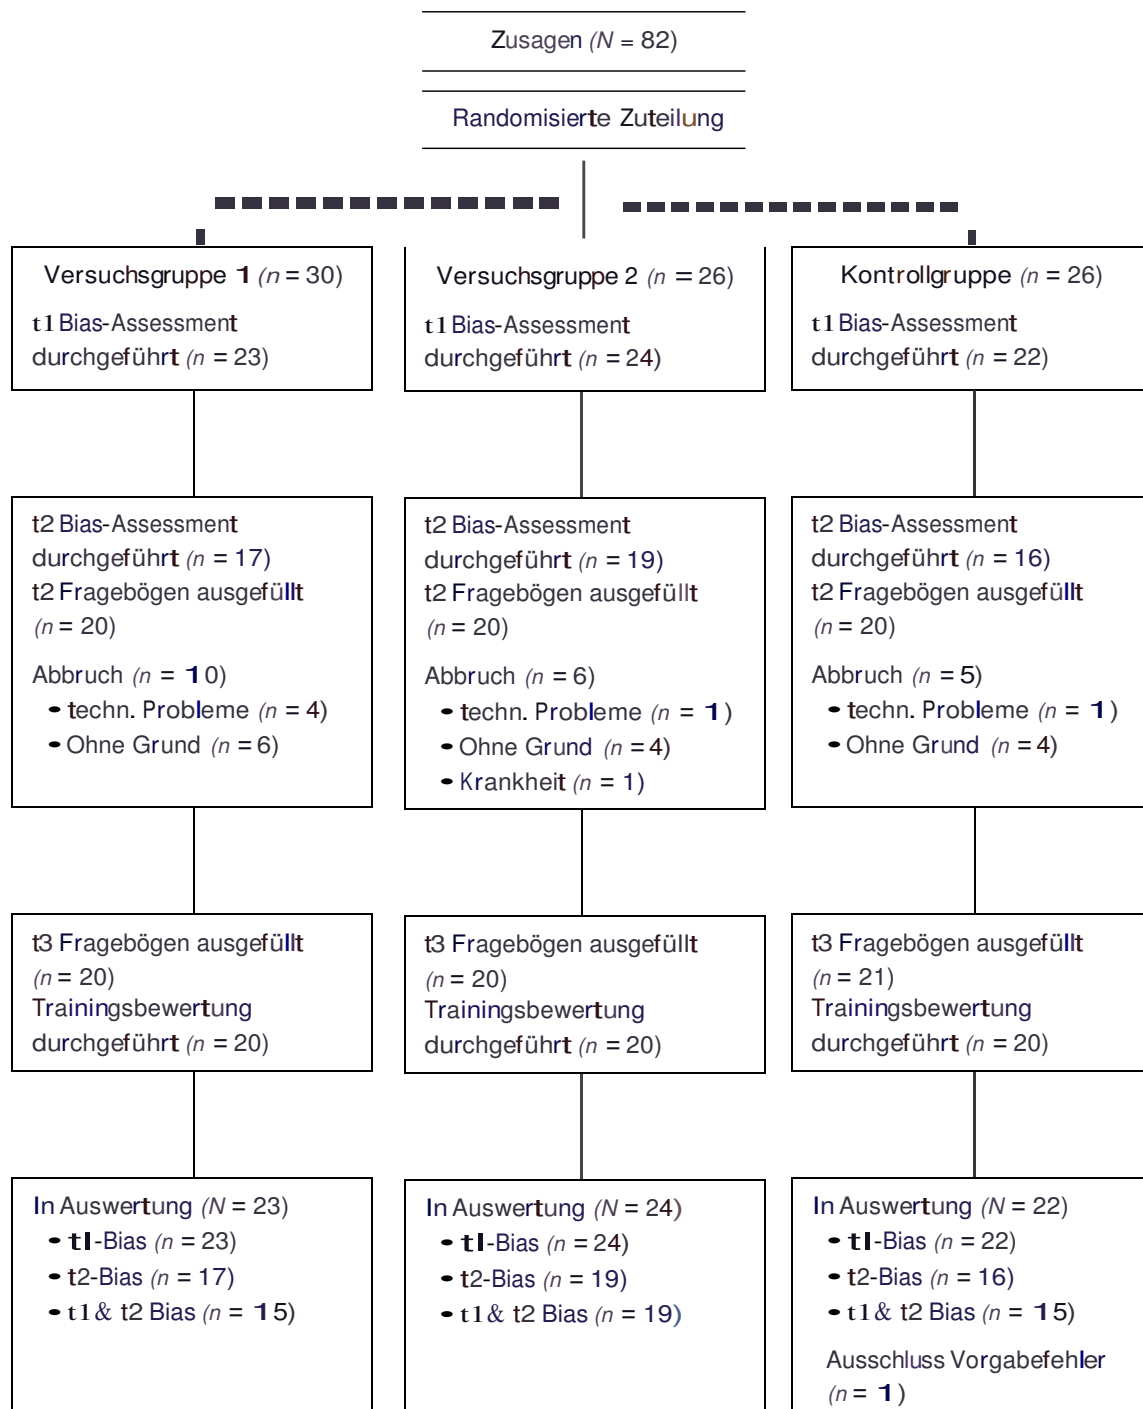 Zusagen (N = 82)
Randomisierte Zuteilung
Versuchsgruppe 1 (n = 30)
t1 Bias-Assessment
durchgeführt (n = 23)
Versuchsgruppe 2 (n = 26)
t1 Bias-Assessment
durchgeführt (n = 24)
Kontrollgruppe (n = 26)
t1 Bias-Assessment
durchgeführt (n = 22)
t2 Bias-Assessment
durchgeführt (n = 17)
t2 Fragebögen ausgefüllt
(n = 20)
Abbruch (n = 10)
• techn. Probleme (n = 4)
• Ohne Grund (n = 6)
t2 Bias-Assessment
durchgeführt (n = 19)
t2 Fragebögen ausgefüllt
(n = 20)
Abbruch (n = 6)
• techn. Probleme (n = 1)
• Ohne Grund (n = 4)
• Krankheit (n = 1)
t2 Bias-Assessment
durchgeführt (n = 16)
t2 Fragebögen ausgefüllt
(n = 20)
Abbruch (n = 5)
• techn. Probleme (n = 1)
• Ohne Grund (n = 4)
t3 Fragebögen ausgefüllt
(n = 20)
Trainingsbewertung
durchgeführt (n = 20)
t3 Fragebögen ausgefüllt
(n = 20)
Trainingsbewertung
durchgeführt (n = 20)
t3 Fragebögen ausgefüllt
(n = 21)
Trainingsbewertung
durchgeführt (n = 20)
In Auswertung (N = 23)
• tl-Bias (n = 23)
• t2-Bias (n = 17)
• t1 & t2 Bias (n = 15)
In Auswertung (N = 24)
• tl-Bias (n = 24)
• t2-Bias (n = 19)
• t1 & t2 Bias (n = 19)
In Auswertung (N = 22)
• tl-Bias (n = 22)
• t2-Bias (n = 16)
• t1 & t2 Bias (n = 15)
Ausschluss Vorgabefehler
(n = 1)